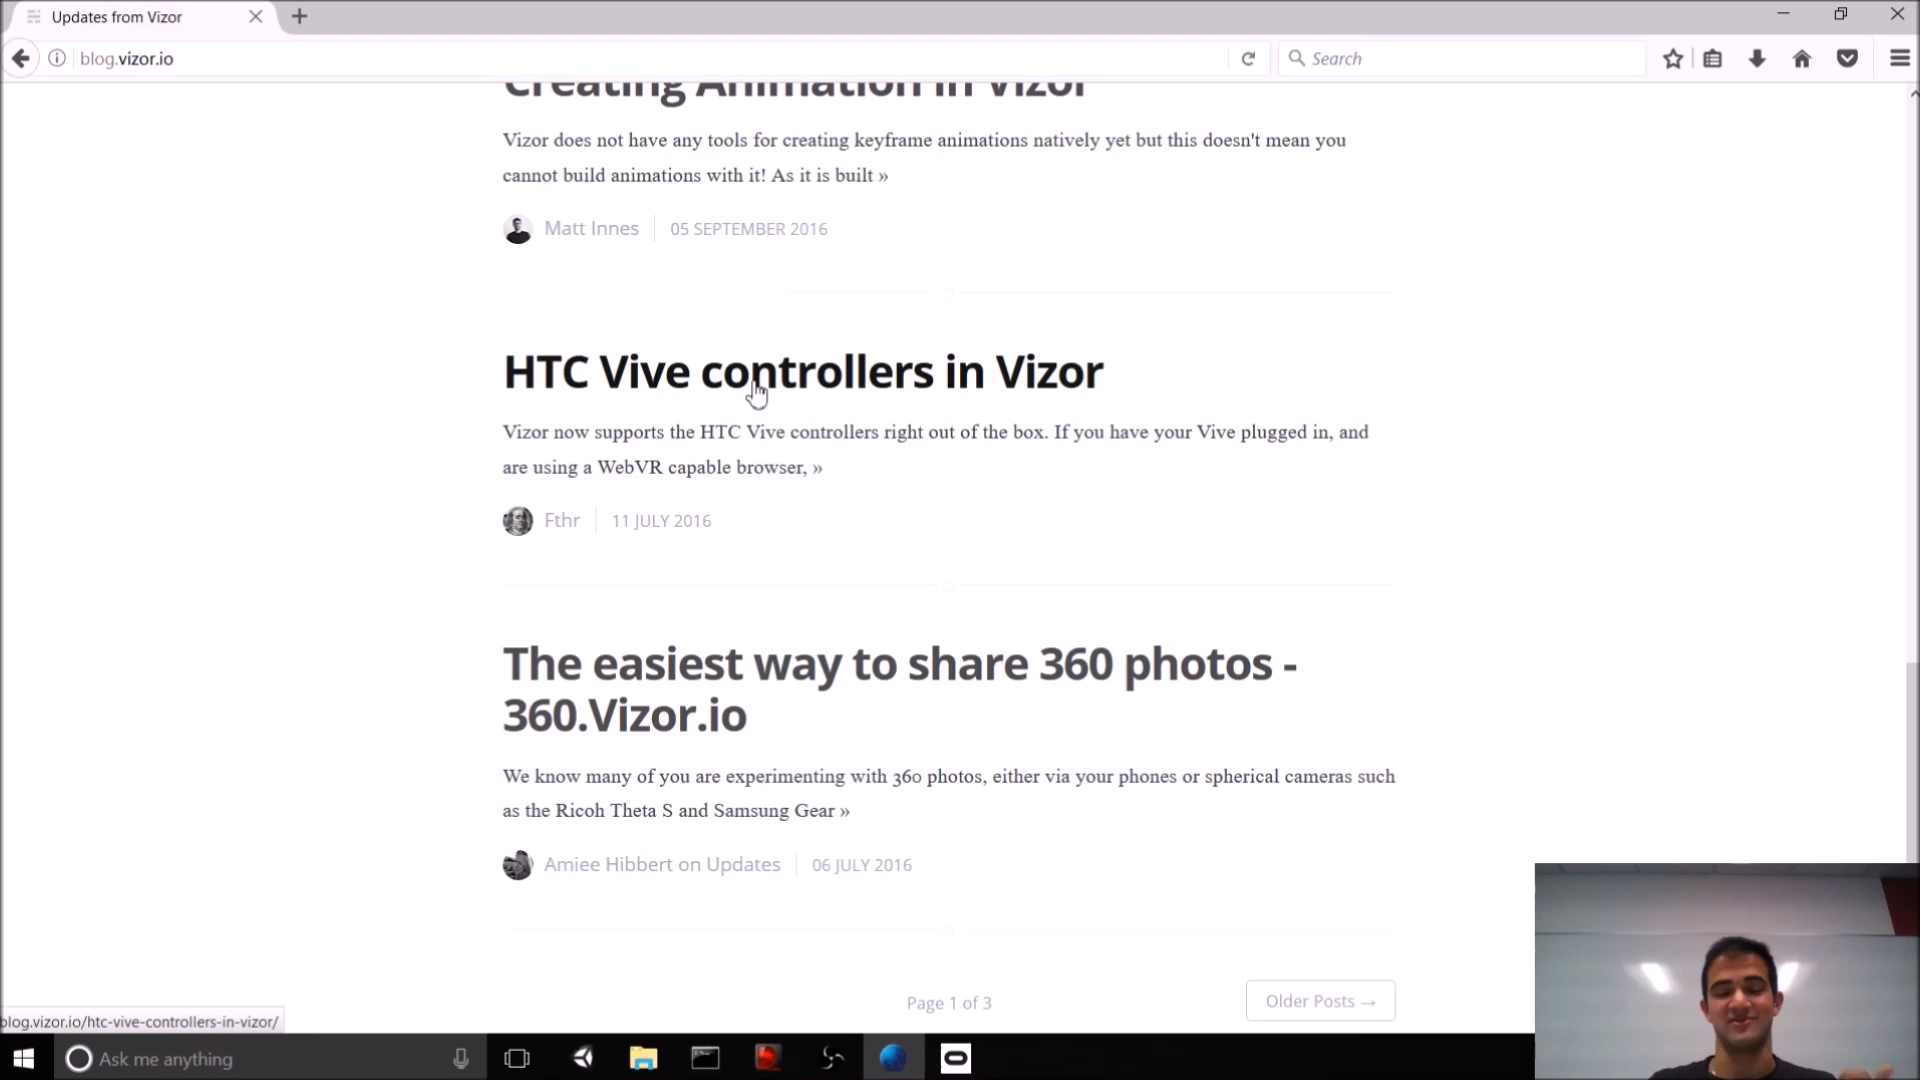 Updates from Vizor
blog.vizor.io
Search
Creating Animation in Vizor
Vizor does not have any tools for creating keyframe animations natively yet but this doesn't mean you
cannot build animations with it! As it is built »
Matt Innes
05 SEPTEMBER 2016
HTC Vive controllers in Vizor
Vizor now supports the HTC Vive controllers right out of the box. If you have your Vive plugged in, and
are using a WebVR capable browser, »
Fthr
11 JULY 2016
The easiest way to share 360 photos -
360.Vizor.io
We know many of you are experimenting with 360 photos, either via your phones or spherical cameras such
as the Ricoh Theta S and Samsung Gear »
Amiee Hibbert on Updates
06 JULY 2016
Page 1 of 3
Older Posts →
blog.vizor.io/htc-vive-controllers-in-vizor/
Ask me anything